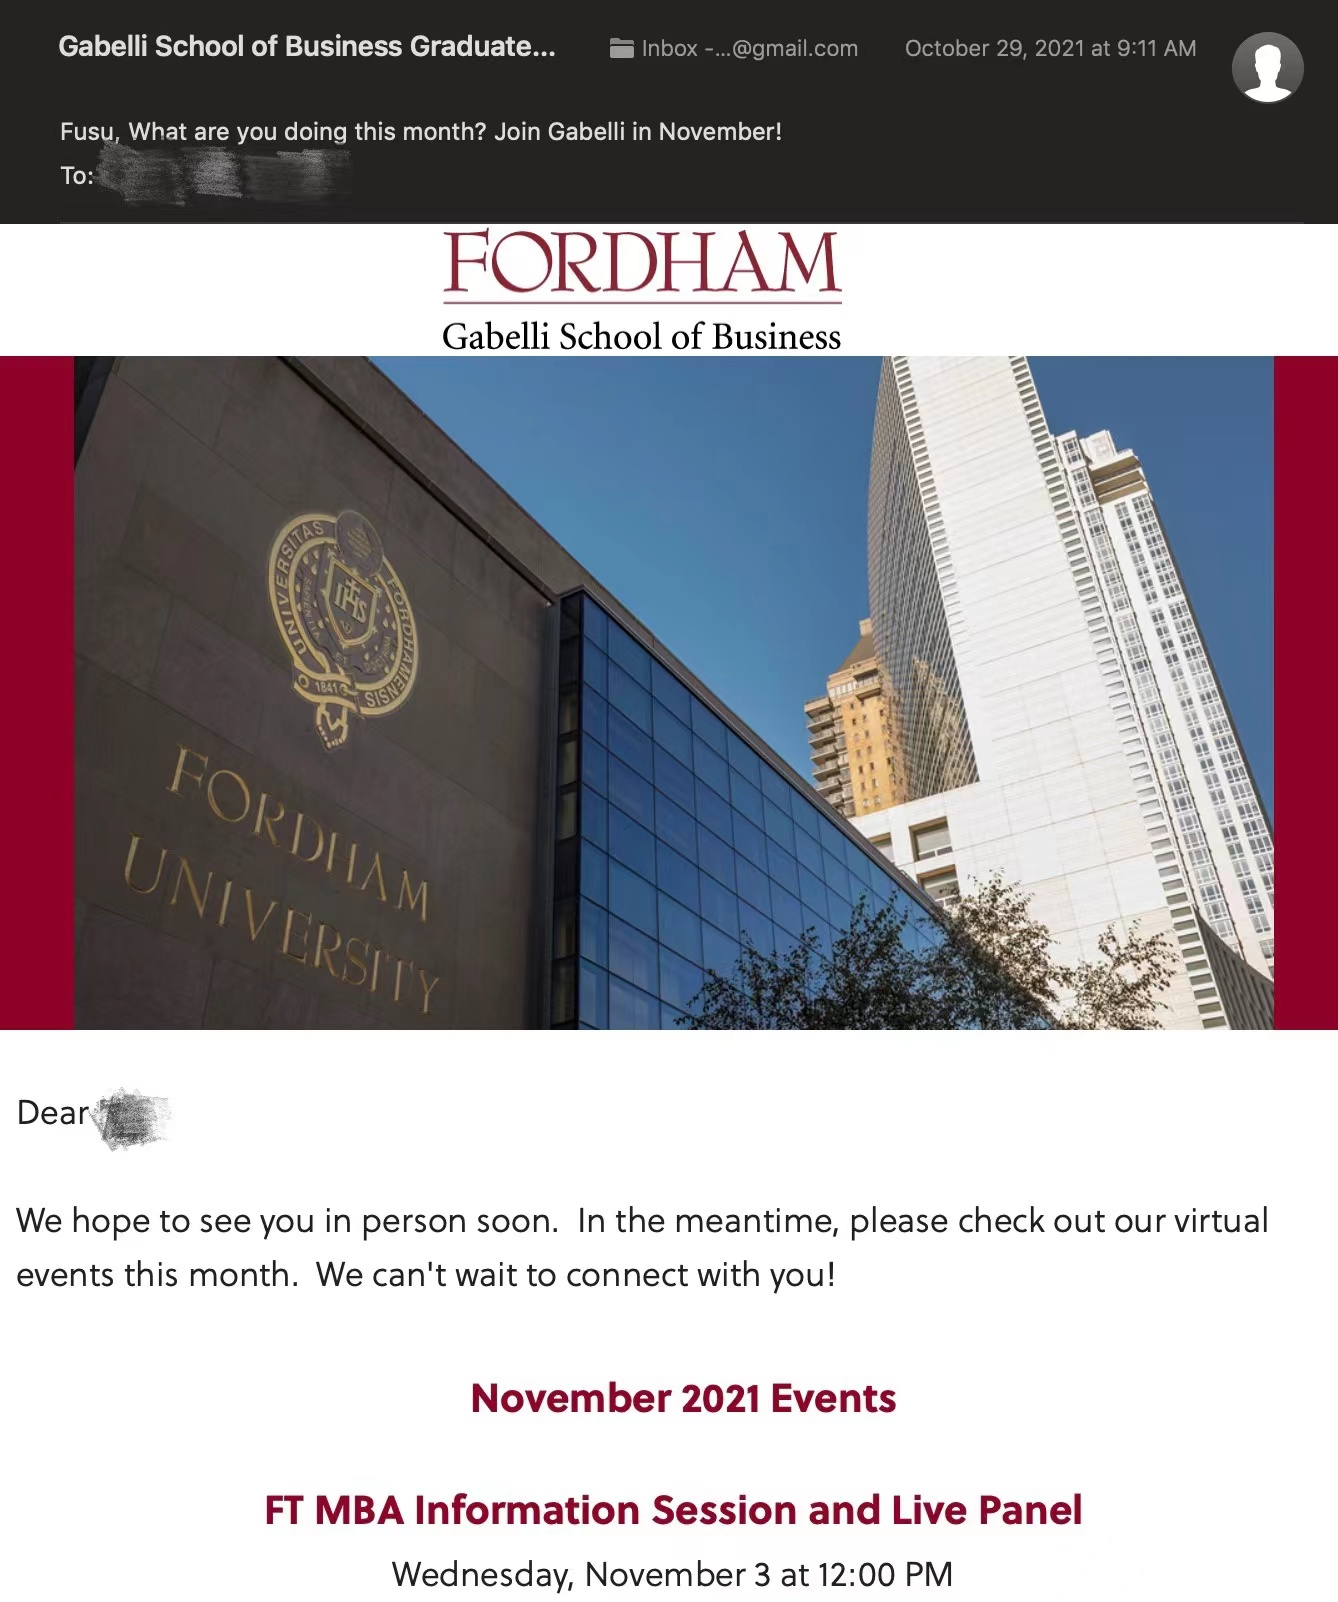 Gabelli School of Business Graduate...
Inbox -...@gmail.com
October 29, 2021 at 9:11 AM
Fusu, What are you doing this month? Join Gabelli in November!
To:
FORDHAM
Gabelli School of Business
UNIVERSITAS
FORDHAMENSIS
IHS
1841
FORDHAM
UNIVERSITY
Dear
We hope to see you in person soon.  In the meantime, please check out our virtual
events this month.  We can't wait to connect with you!
November 2021 Events
FT MBA Information Session and Live Panel
Wednesday, November 3 at 12:00 PM